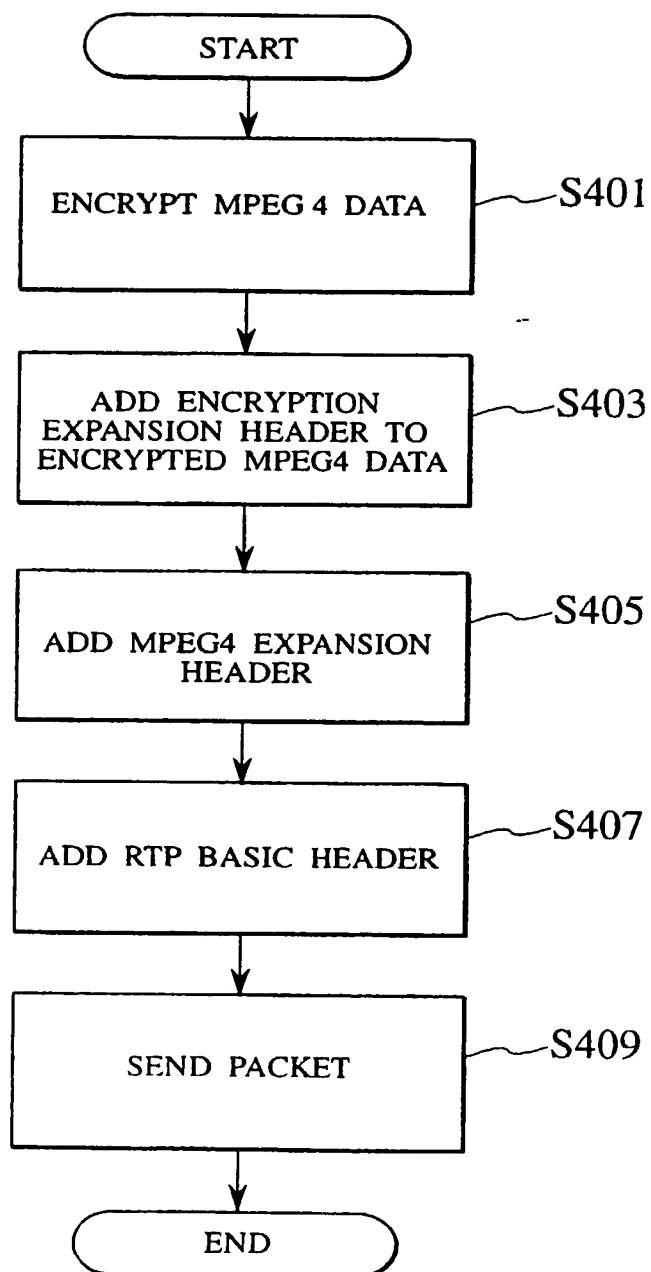 START
ENCRYPT MPEG 4 DATA
S401
ADD ENCRYPTION
EXPANSION HEADER TO
ENCRYPTED MPEG4 DATA
S403
ADD MPEG4 EXPANSION
HEADER
S405
ADD RTP BASIC HEADER
S407
SEND PACKET
S409
END